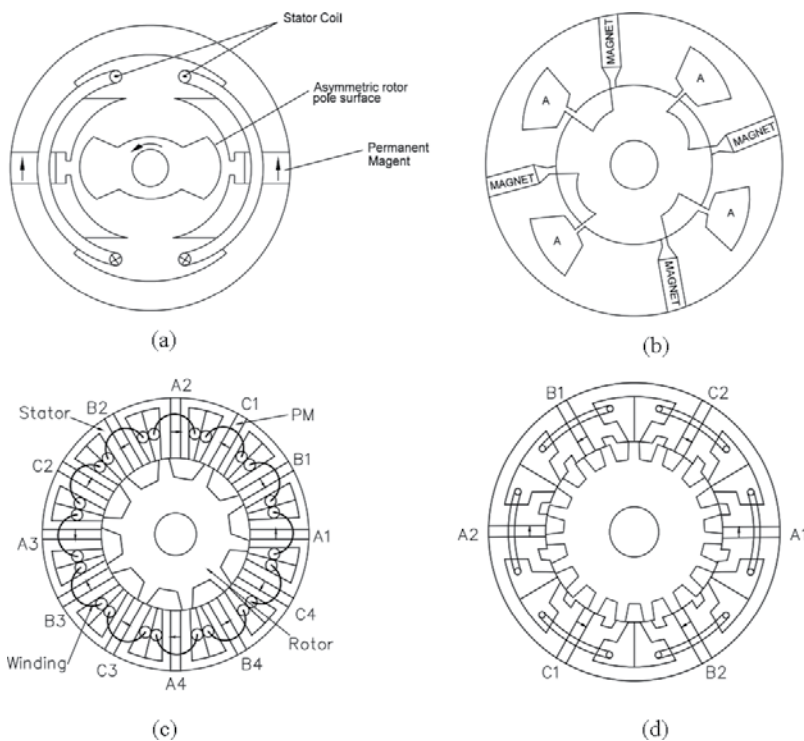 Stator Coil
Asymmetric rotor
pole surface
Permanent
Magent
(a)
MAGNET
A
A
MAGNET
MAGNET
A
A
MAGNET
(b)
A2
B2
C1
Stator
PM
C2
B1
A3
A1
B3
C4
Winding
Rotor
C3
B4
A4
(c)
B1
C2
A2
A1
C1
B2
(d)